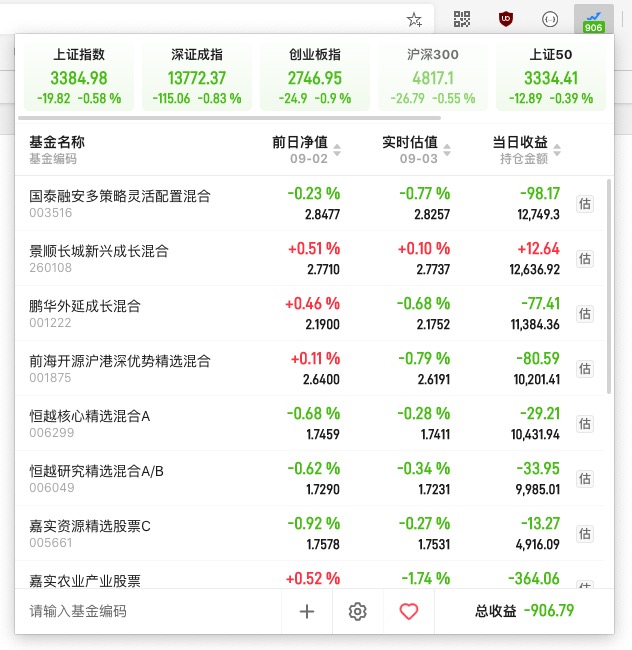 906
上证指数 深证成指 创业板指 沪深300 上证50
3384.98 13772.37 2746.95 4817.1 3334.41
-19.82 -0.58 % -115.06 -0.83 % -24.9 -0.9 % -26.79 -0.55 % -12.89 -0.39 %
基金名称 前日净值 实时估值 当日收益
基金编码 09-02 09-03 持仓金额
国泰融安多策略灵活配置混合 -0.23 % -0.77 % -98.17 估
003516 2.8477 2.8257 12,749.3
景顺长城新兴成长混合 +0.51 % +0.10 % +12.64 估
260108 2.7710 2.7737 12,636.92
鹏华外延成长混合 +0.46 % -0.68 % -77.41 估
001222 2.1900 2.1752 11,384.36
前海开源沪港深优势精选混合 +0.11 % -0.79 % -80.59 估
001875 2.6400 2.6191 10,201.41
恒越核心精选混合A -0.68 % -0.28 % -29.21 估
006299 1.7459 1.7411 10,431.94
恒越研究精选混合A/B -0.62 % -0.34 % -33.95 估
006049 1.7290 1.7231 9,985.01
嘉实资源精选股票C -0.92 % -0.27 % -13.27 估
005661 1.7578 1.7531 4,916.09
嘉实农业产业股票 +0.52 % -1.74 % -364.06
请输入基金编码 总收益 -906.79